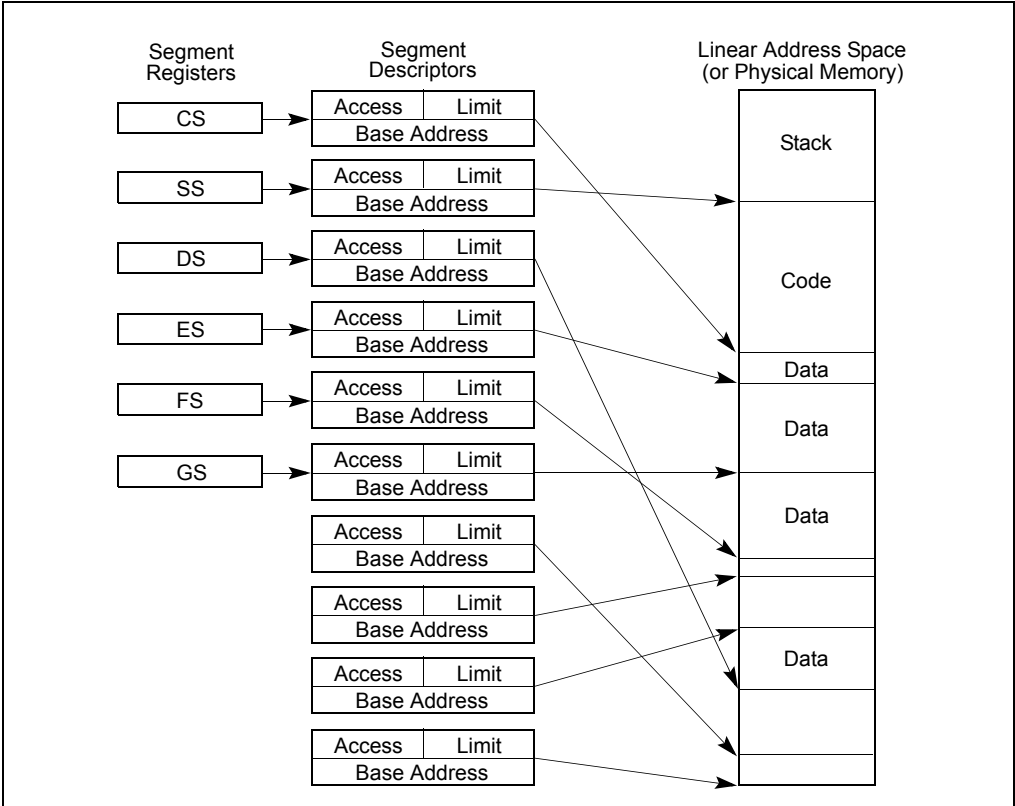 Segment
Registers
Segment
Descriptors
Linear Address Space
(or Physical Memory)
CS
Access Limit
Base Address
Stack
SS
Access Limit
Base Address
DS
Access Limit
Base Address
Code
ES
Access Limit
Base Address
Data
FS
Access Limit
Base Address
Data
GS
Access Limit
Base Address
Data
Access Limit
Base Address
Access Limit
Base Address
Access Limit
Base Address
Data
Access Limit
Base Address